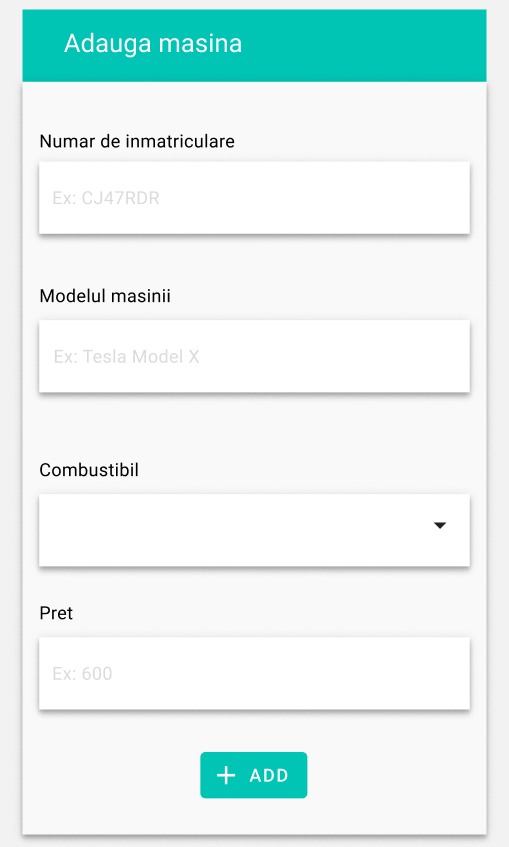 Adauga masina
Numar de inmatriculare
Ex: CJ47RDR
Modelul masinii
Ex: Tesla Model X
Combustibil
Pret
Ex: 600
+ ADD